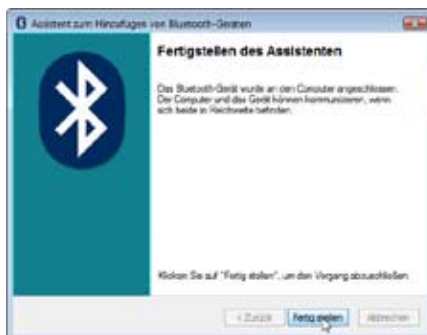 Assistent zum Hinzufügen von Bluetooth-Geräten
Fertigstellen des Assistenten
Das Bluetooth-Gerät wurde an den Computer angeschlossen.
Der Computer und das Gerät können kommunizieren, wenn
sich beide in Reichweite befinden.
Klicken Sie auf "Fertig stellen", um den Vorgang abzuschließen.
< Zurück
Fertig stellen
Abbrechen